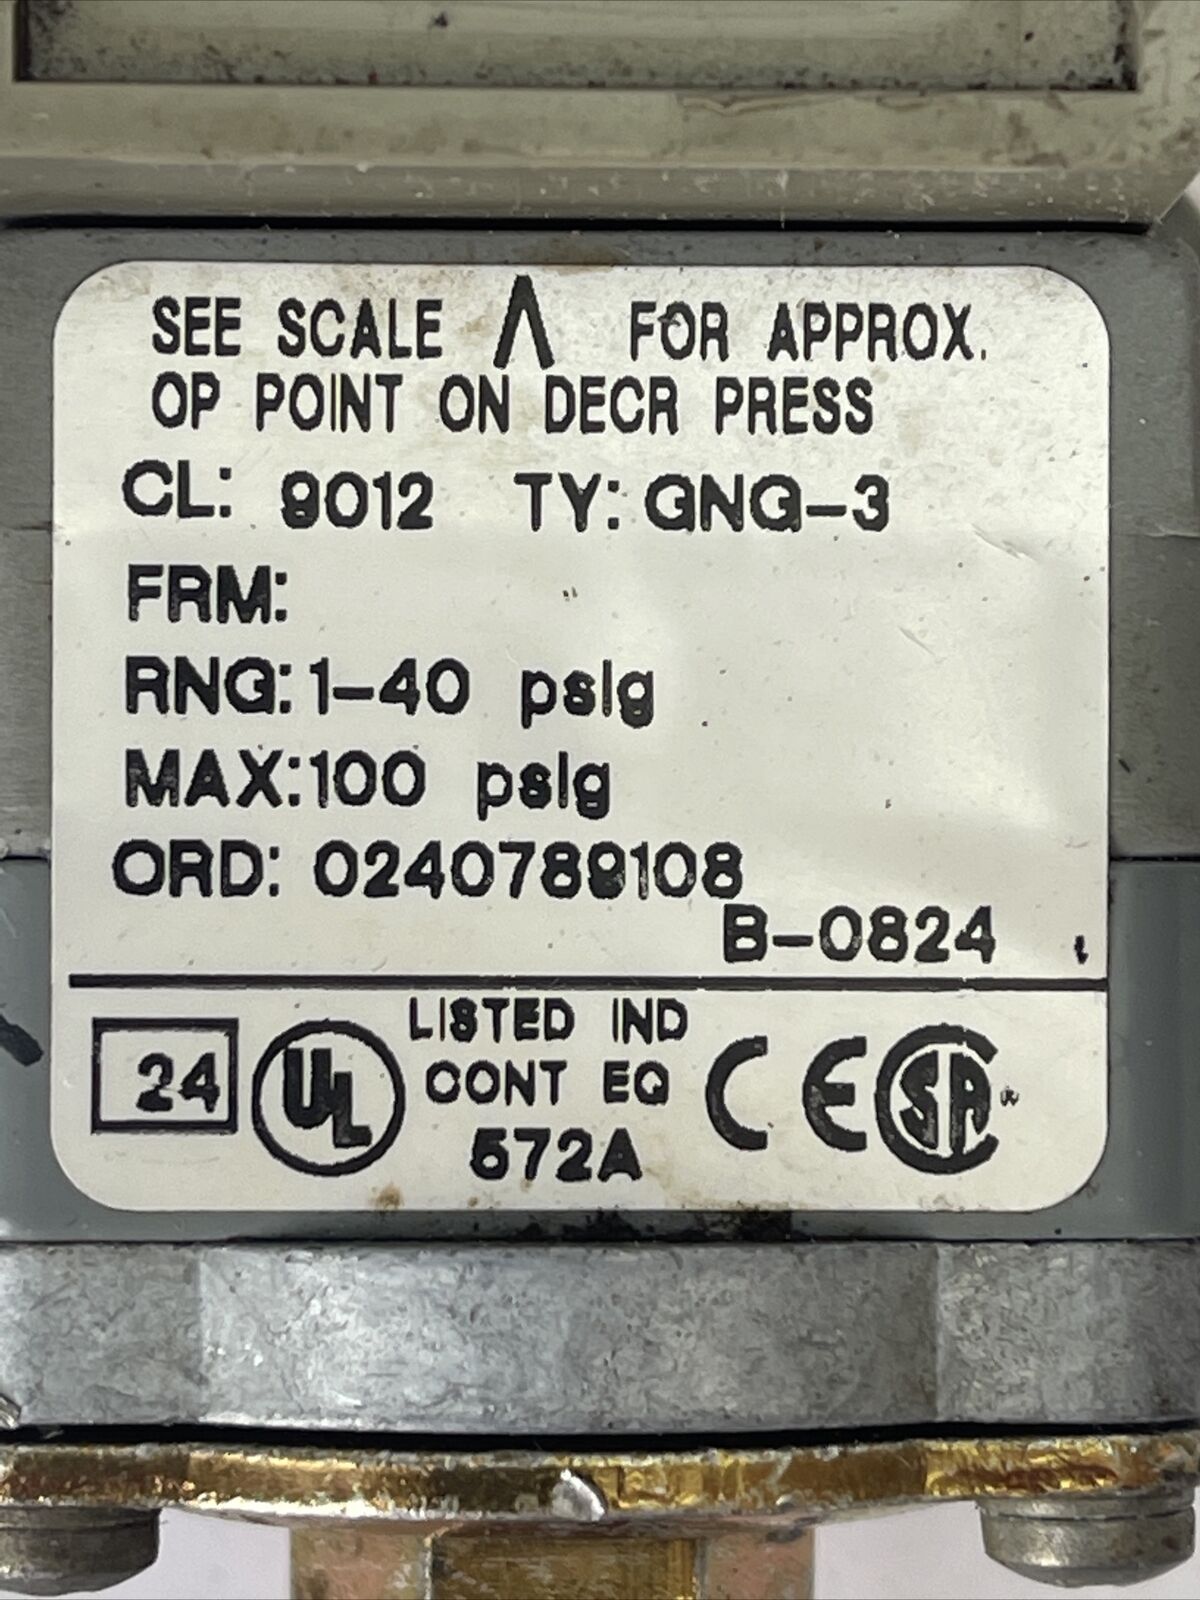 SEE SCALE Λ FOR APPROX.
OP POINT ON DECR PRESS
CL: 9012 TY: GNG-3
FRM:
RNG: 1-40 psig
MAX: 100 psig
ORD: 0240789108
B-0824
24
UL
LISTED IND
CONT EQ
572A
CE
SA®